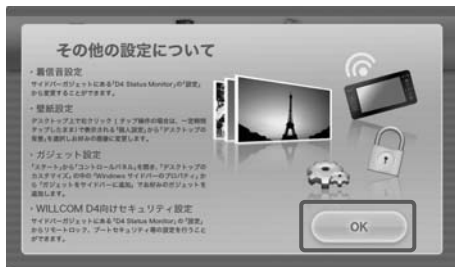 その他の設定について
・着信音設定
サイドバーガジェットにある「D4 Status Monitor」の「設定」
から変更することができます。
・壁紙設定
デスクトップ上で右クリック（タップ操作の場合は、一定時間
タップしたまま）で表示される「個人設定」から「デスクトップの
背景」を選択しお好みの画像に変更します。
・ガジェット設定
「スタート」から「コントロールパネル」を開き、「デスクトップの
カスタマイズ」の中の「Windows サイドバーのプロパティ」か
ら「ガジェットをサイドバーに追加」でお好みのガジェットを
追加します。
・WILLCOM D4向けセキュリティ設定
サイドバーガジェットにある「D4 Status Monitor」の「設定」
からリモートロック、ブートセキュリティ等の設定を行うこと
ができます。
OK